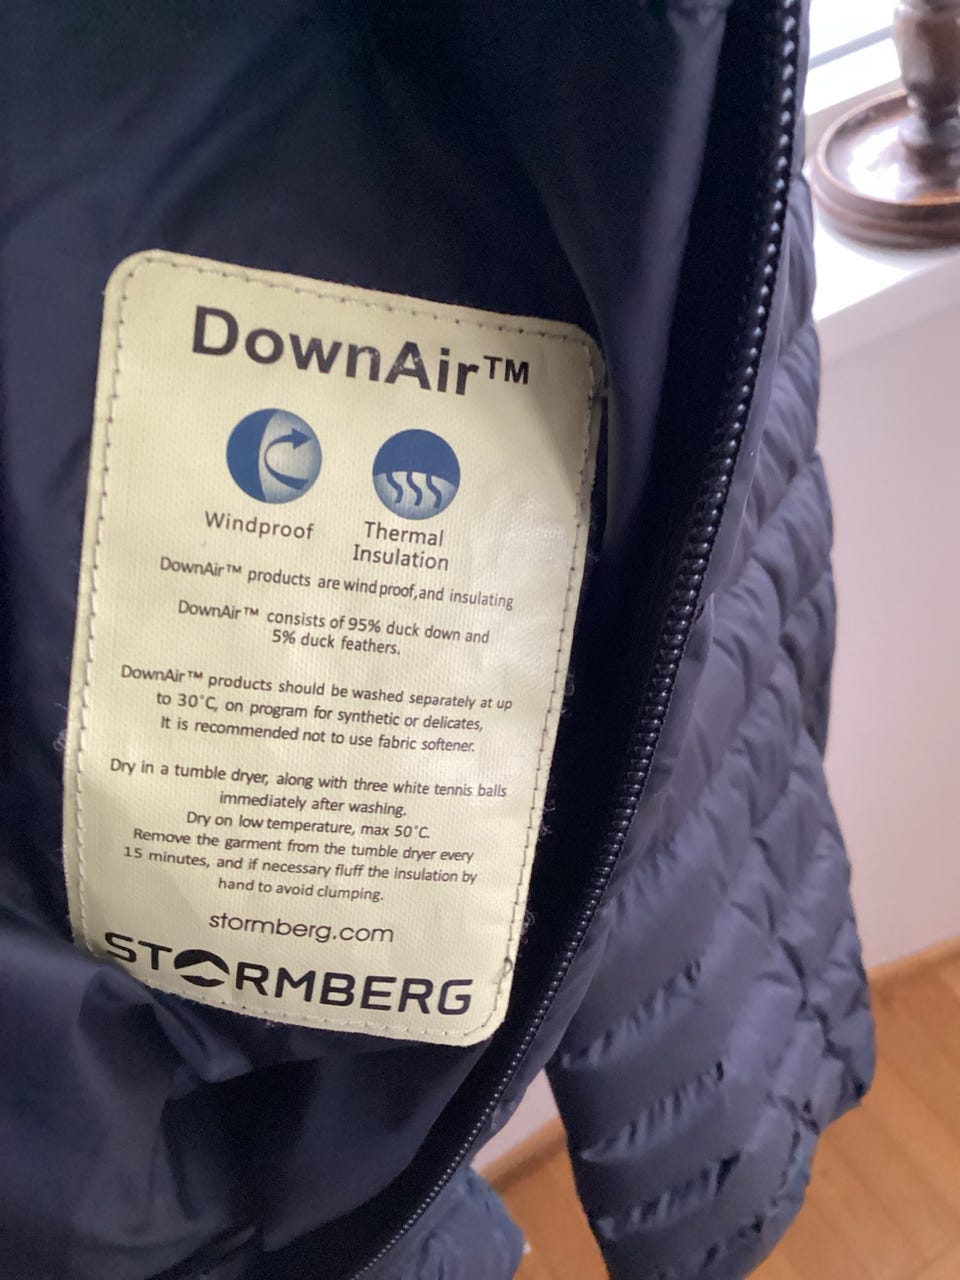 DownAir™
Windproof
Thermal
Insulation
DownAir™ products are wind proof,and insulating
DownAir™ consists of 95% duck down and
5% duck feathers.
DownAir™ products should be washed separately at up
to 30°C, on program for synthetic or delicates,
It is recommended not to use fabric softener.
Dry in a tumble dryer, along with three white tennis balls
immediately after washing.
Dry on low temperature, max 50°C.
Remove the garment from the tumble dryer every
15 minutes, and if necessary fluff the insulation by
hand to avoid clumping.
stormberg.com
STORMBERG